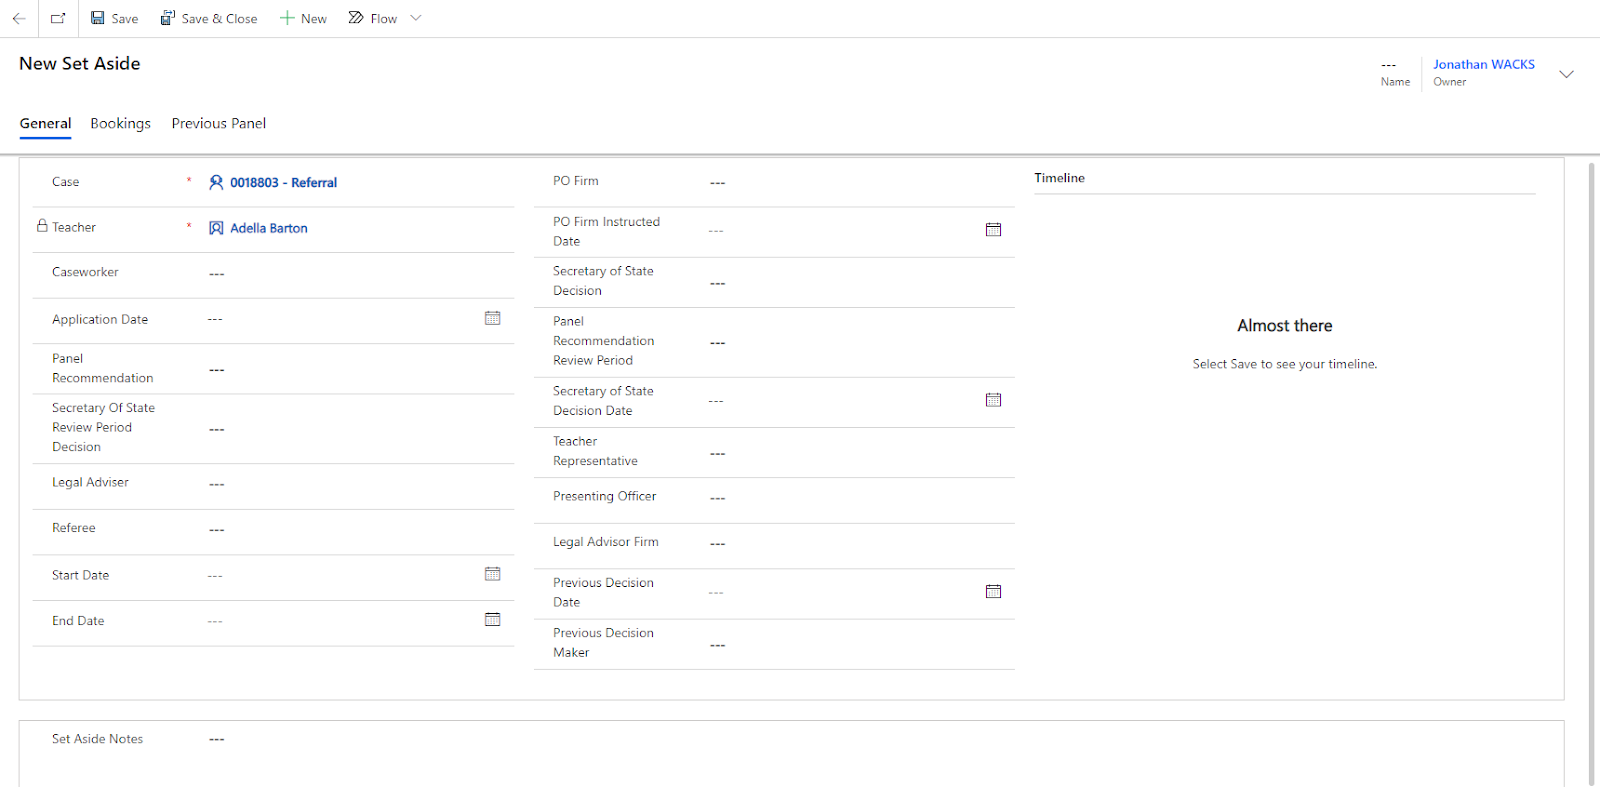 Save
Save & Close
New
Flow
New Set Aside
---
Name
Jonathan WACKS
Owner
General
Bookings
Previous Panel
Case
*
0018803 - Referral
Teacher
*
Adella Barton
Caseworker
---
Application Date
---
Panel
Recommendation
---
Secretary Of State
Review Period
Decision
---
Legal Adviser
---
Referee
---
Start Date
---
End Date
---
PO Firm
---
PO Firm Instructed
Date
---
Secretary of State
Decision
---
Panel
Recommendation
Review Period
---
Secretary of State
Decision Date
---
Teacher
Representative
---
Presenting Officer
---
Legal Advisor Firm
---
Previous Decision
Date
---
Previous Decision
Maker
---
Timeline
Almost there
Select Save to see your timeline.
Set Aside Notes
---